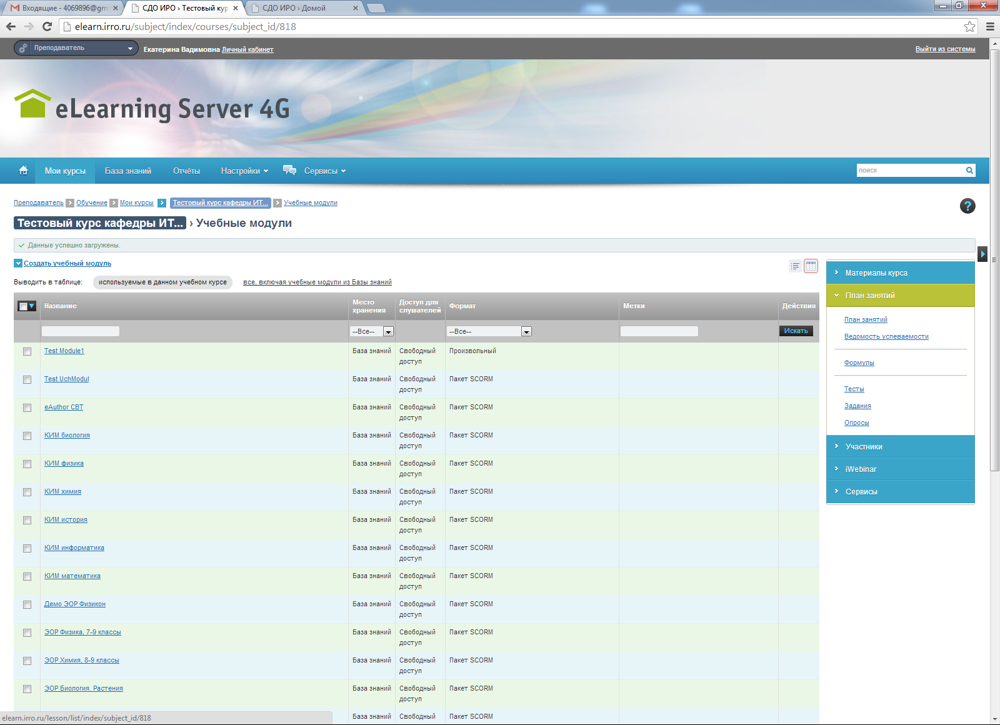 Входящие - 4069896@gm
СДО ИРО › Тестовый кур
СДО ИРО › Домой
elearn.irro.ru/subject/index/courses/subject_id/818
Преподаватель
Екатерина Вадимовна Личный кабинет
Выйти из системы
eLearning Server 4G
Мои курсы
База знаний
Отчёты
Настройки
Сервисы
поиск
Преподаватель
Обучение
Мои курсы
Тестовый курс кафедры ИТ...
Учебные модули
?
Тестовый курс кафедры ИТ... › Учебные модули
Данные успешно загружены.
Создать учебный модуль
Выводить в таблице: используемые в данном учебном курсе все, включая учебные модули из Базы знаний
Название
Место хранения
Доступ для слушателей
Формат
Метки
Действия
--Все--
--Все--
Искать
Test Module1 База знаний Свободный доступ Произвольный
Test UchModul База знаний Свободный доступ Пакет SCORM
eAuthor CBT База знаний Свободный доступ Пакет SCORM
КИМ биология База знаний Свободный доступ Пакет SCORM
КИМ физика База знаний Свободный доступ Пакет SCORM
КИМ химия База знаний Свободный доступ Пакет SCORM
КИМ история База знаний Свободный доступ Пакет SCORM
КИМ информатика База знаний Свободный доступ Пакет SCORM
КИМ математика База знаний Свободный доступ Пакет SCORM
Демо ЭОР Физикон База знаний Свободный доступ Пакет SCORM
ЭОР Физика, 7-9 классы База знаний Свободный доступ Пакет SCORM
ЭОР Химия, 8-9 классы База знаний Свободный доступ Пакет SCORM
ЭОР Биология. Растения База знаний Свободный доступ Пакет SCORM
База знаний Свободный Пакет SCORM
Материалы курса
План занятий
План занятий
Ведомость успеваемости
Формулы
Тесты
Задания
Опросы
Участники
iWebinar
Сервисы
elearn.irro.ru/lesson/list/index/subject_id/818